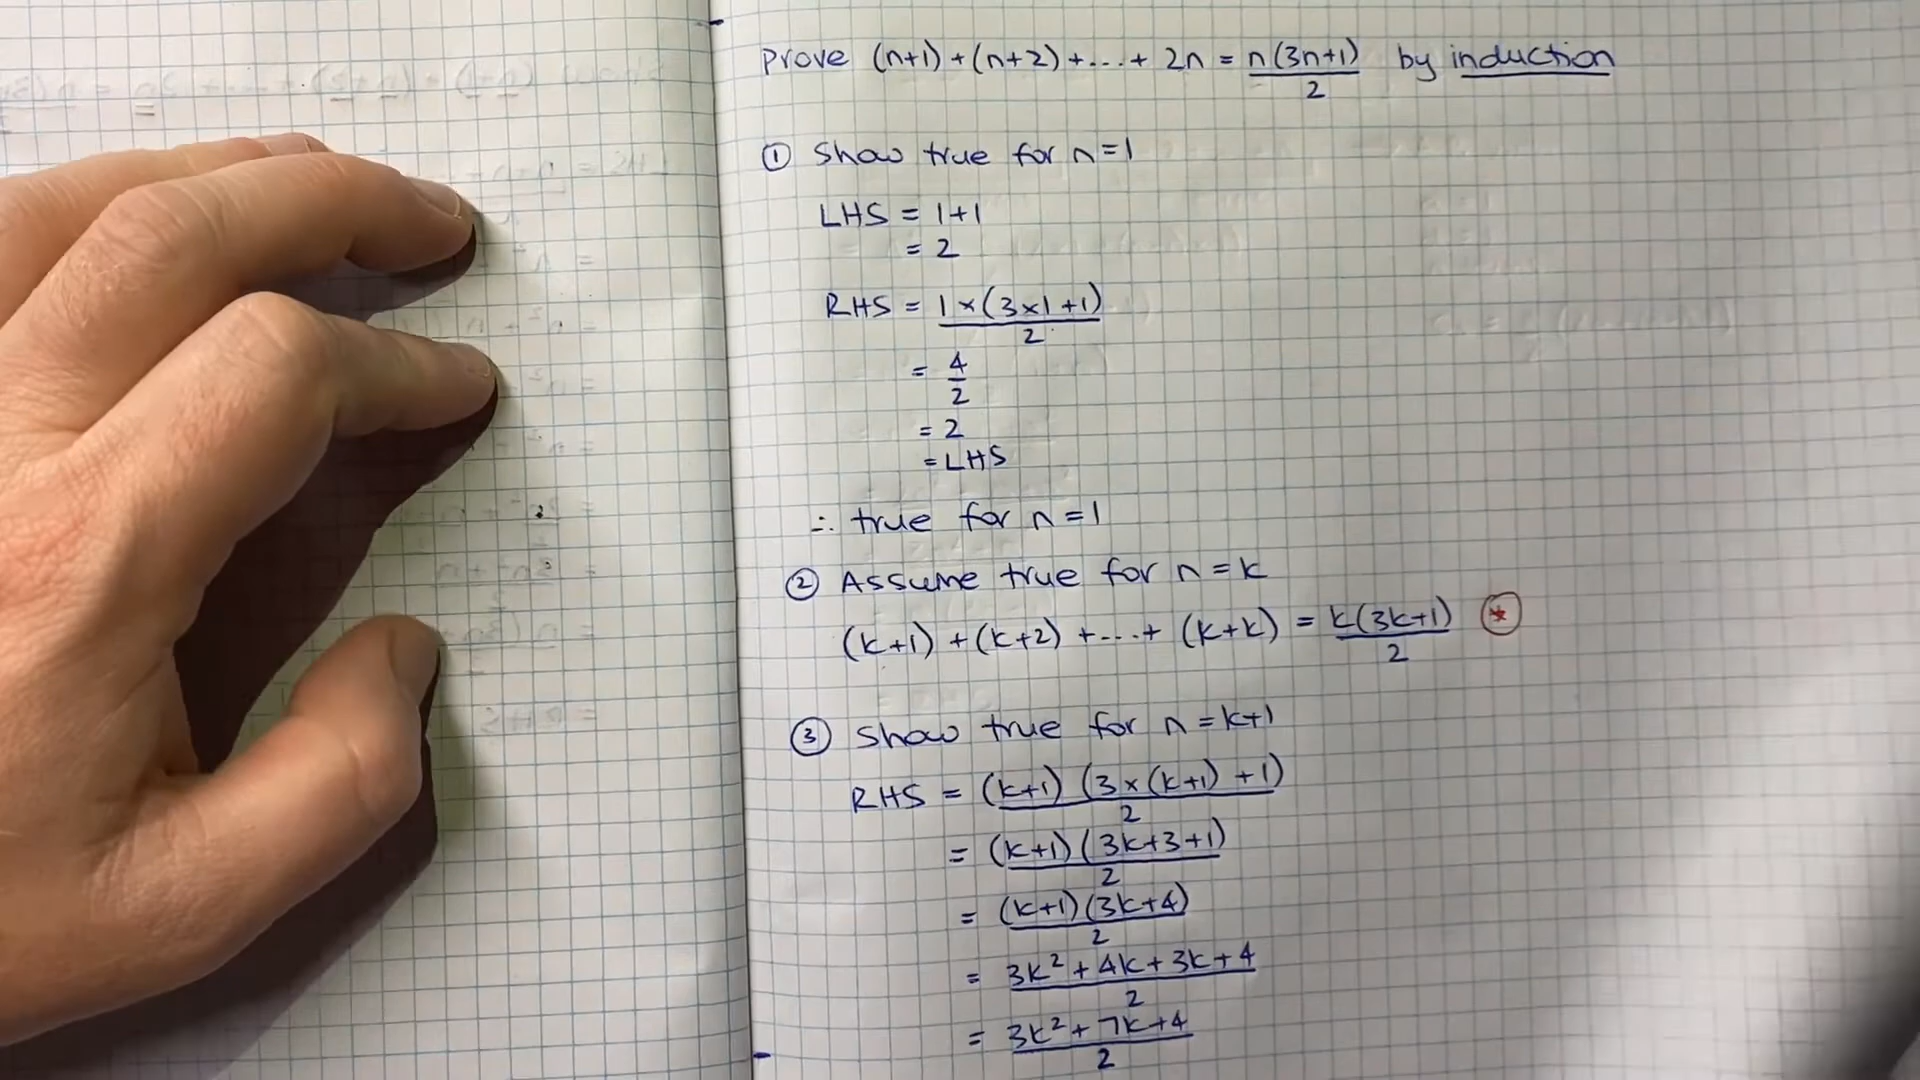 prove (n+1) + (n+2) + ... + 2n = n(3n+1)/2 by induction
① Show true for n=1
LHS = 1+1
= 2
RHS = 1×(3×1+1)/2
= 4/2
= 2
= LHS
∴ true for n=1
② Assume true for n=k
(k+1) + (k+2) + ... + (k+k) = k(3k+1)/2 *
③ Show true for n=k+1
RHS = (k+1)(3×(k+1)+1)/2
= (k+1)(3k+3+1)/2
= (k+1)(3k+4)/2
= 3k²+4k+3k+4/2
= 3k²+7k+4/2